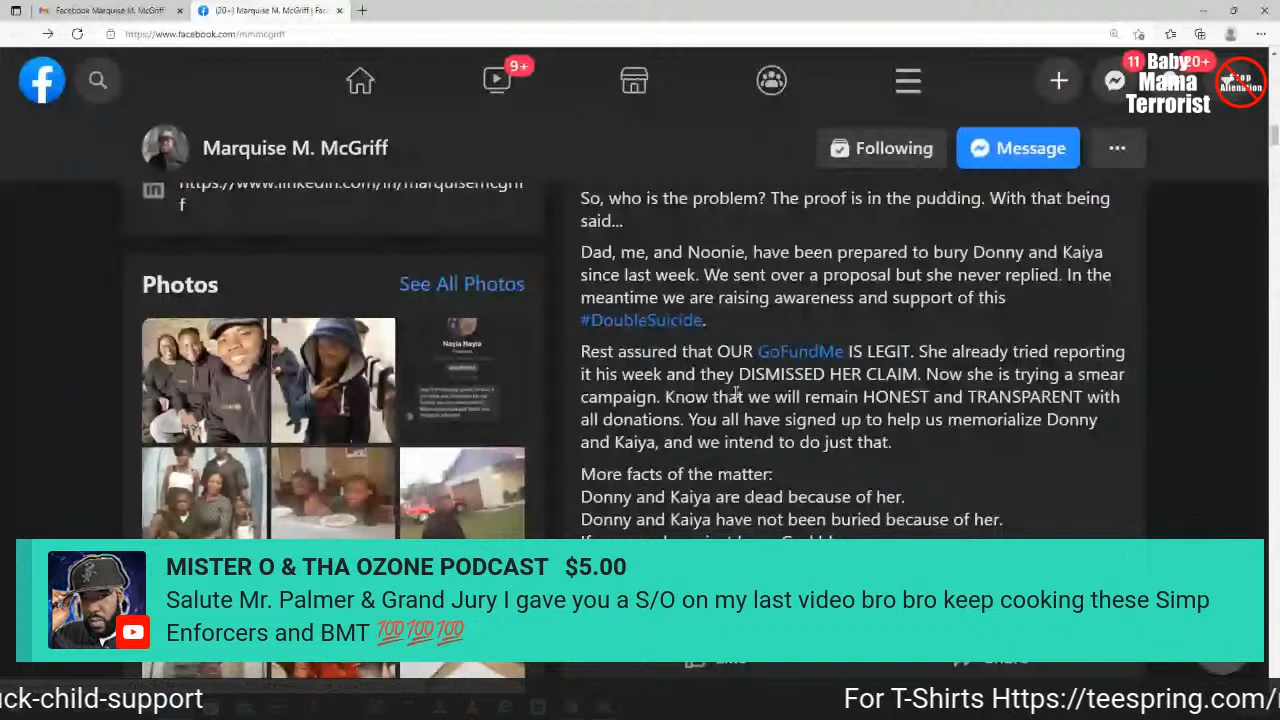 Facebook Marquise M. McGriff
(20+) Marquise M. McGriff | Fac
https://www.facebook.com/mmmcgriff
9+
11
20+
Baby
Mama
Terrorist
Stop
Alienation
Marquise M. McGriff
Following
Message
https://www.linkedin.com/in/marquisemcgrif
f
Photos
See All Photos
Nayia Nayia
So, who is the problem? The proof is in the pudding. With that being
said...
Dad, me, and Noonie, have been prepared to bury Donny and Kaiya
since last week. We sent over a proposal but she never replied. In the
meantime we are raising awareness and support of this
#DoubleSuicide.
Rest assured that OUR GoFundMe IS LEGIT. She already tried reporting
it his week and they DISMISSED HER CLAIM. Now she is trying a smear
campaign. Know that we will remain HONEST and TRANSPARENT with
all donations. You all have signed up to help us memorialize Donny
and Kaiya, and we intend to do just that.
More facts of the matter:
Donny and Kaiya are dead because of her.
Donny and Kaiya have not been buried because of her.
MISTER O & THA OZONE PODCAST $5.00
Salute Mr. Palmer & Grand Jury I gave you a S/O on my last video bro bro keep cooking these Simp
Enforcers and BMT 💯💯💯
uck-child-support
For T-Shirts Https://teespring.com/